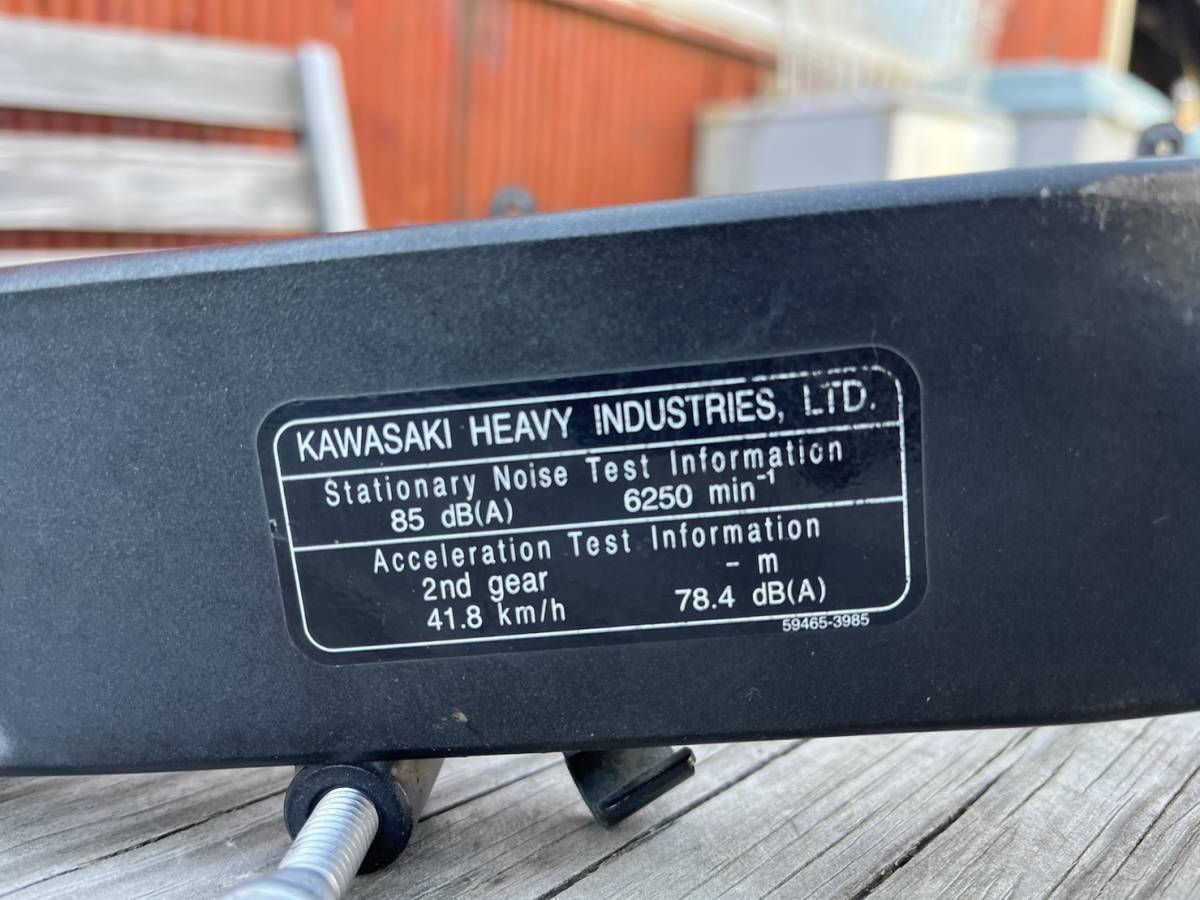 KAWASAKI HEAVY INDUSTRIES, LTD.
Stationary Noise Test Information
85 dB(A) 6250 min⁻¹
Acceleration Test Information
2nd gear - m
41.8 km/h 78.4 dB(A)
59465-3985